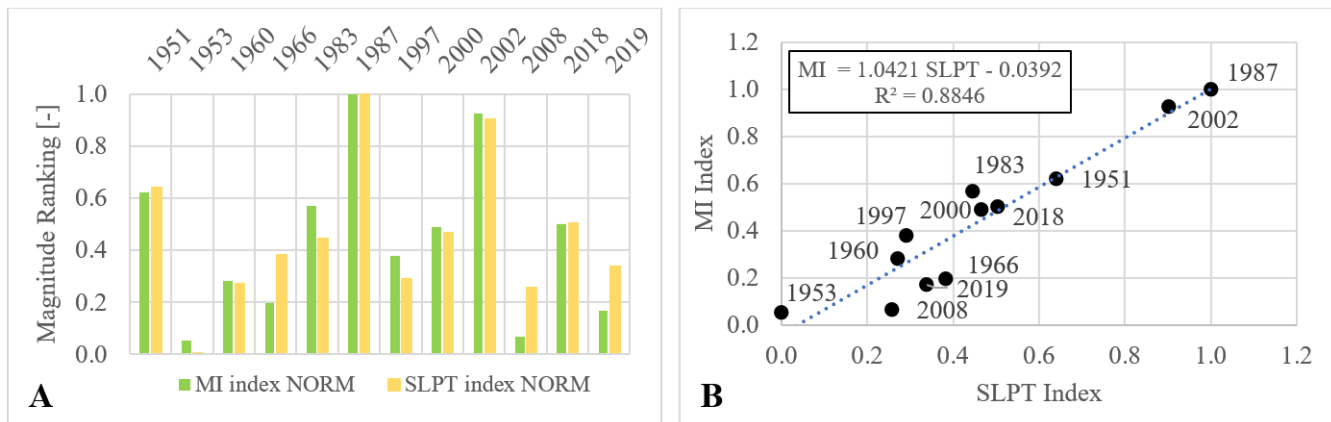 1951 1953 1960 1966 1983 1987 1997 2000 2002 2008 2018 2019
Magnitude Ranking [-]
1.0
0.8
0.6
0.4
0.2
0.0
MI index NORM SLPT index NORM
A
MI = 1.0421 SLPT - 0.0392
R² = 0.8846
MI Index
1.2
1.0
0.8
0.6
0.4
0.2
0.0
1987
2002
1983
1951
1997
2000
2018
1960
1966
1953
2019
2008
0.0 0.2 0.4 0.6 0.8 1.0 1.2
SLPT Index
B